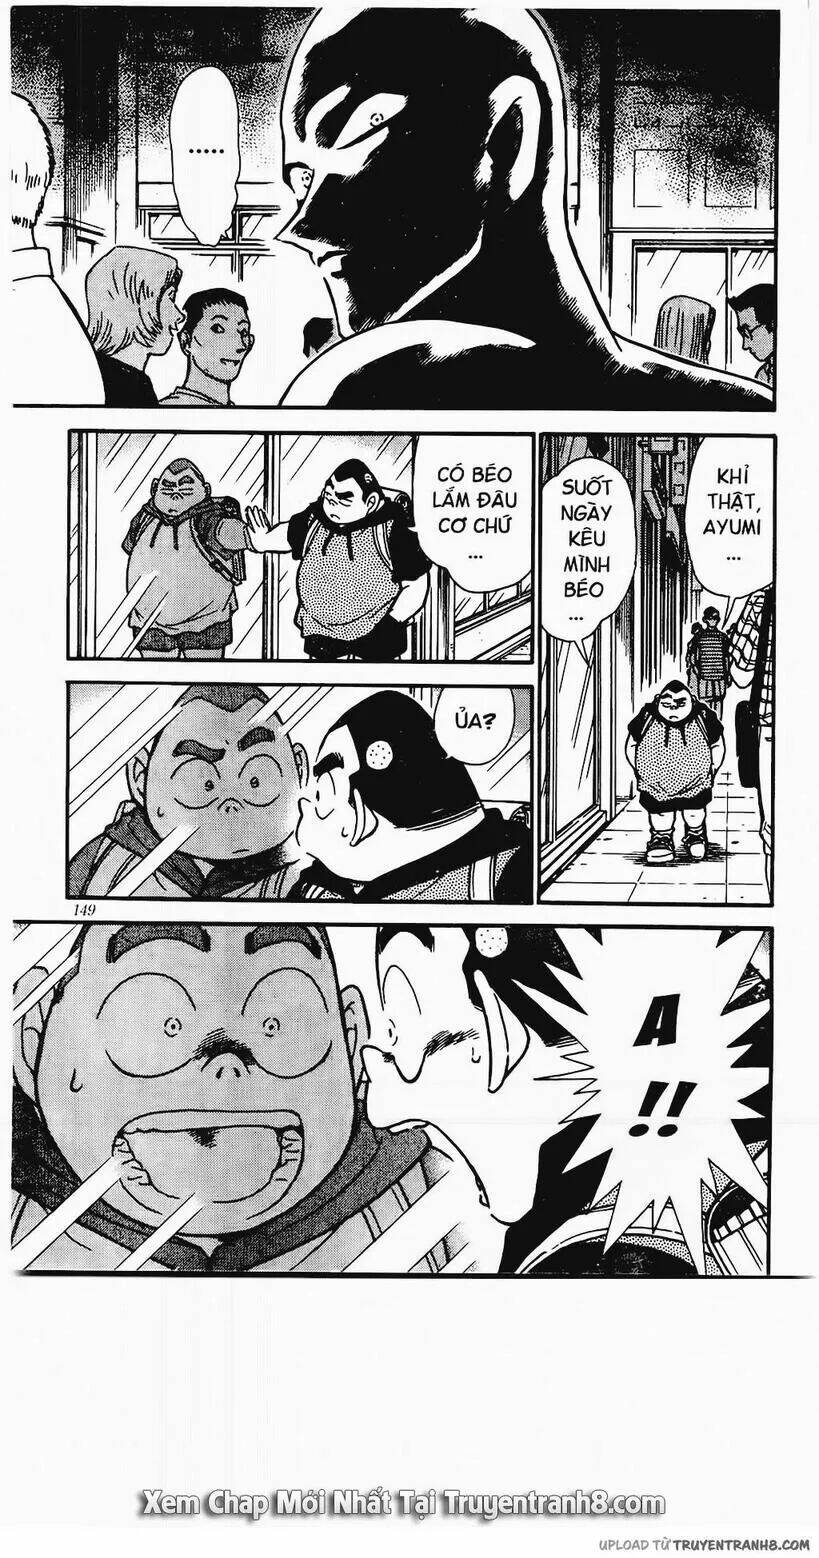 ......
KHỈ
THẬT,
AYUMI
...
SUỐT
NGÀY
KÊU
MÌNH
BÉO
CÓ BÉO
LẮM ĐÂU
CƠ CHỨ
...
ỦA?
149
A
!!
Xem Chap Mới Nhất Tại Truyentranh8.com
UPLOAD TỪ TRUYENTRANH8.COM